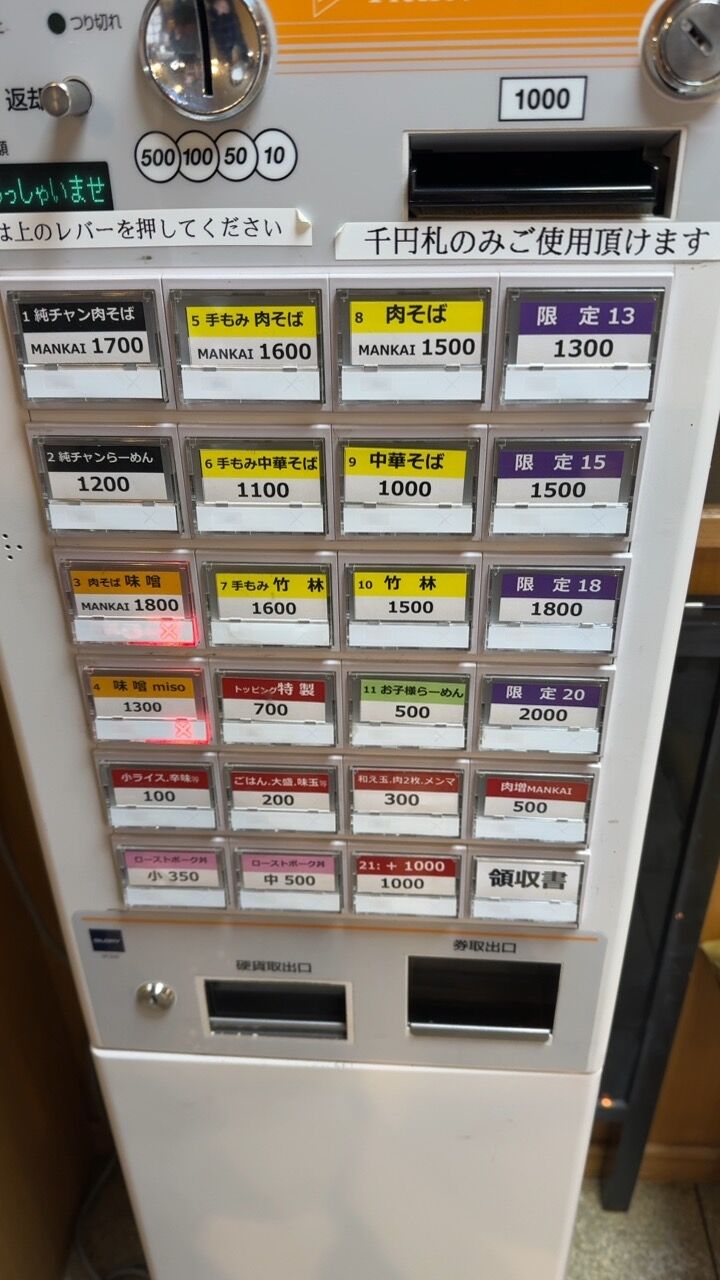 つり切れ
返却
1000
500 100 50 10
っしゃいませ
は上のレバーを押してください
千円札のみご使用頂けます
1 純チャン肉そば
MANKAI 1700
5 手もみ 肉そば
MANKAI 1600
8 肉そば
MANKAI 1500
限 定 13
1300
2 純チャンらーめん
1200
6 手もみ中華そば
1100
9 中華そば
1000
限 定 15
1500
3 肉そば 味 噌
MANKAI 1800
7 手もみ 竹 林
1600
10 竹 林
1500
限 定 18
1800
4 味 噌 miso
1300
トッピング 特 製
700
11 お子様らーめん
500
限 定 20
2000
小ライス.辛味等
100
ごはん.大盛.味玉等
200
和え玉.肉2枚.メンマ
300
肉増MANKAI
500
ローストポーク丼
小 350
ローストポーク丼
中 500
21: + 1000
1000
領収書
GLORY
硬貨取出口
券取出口